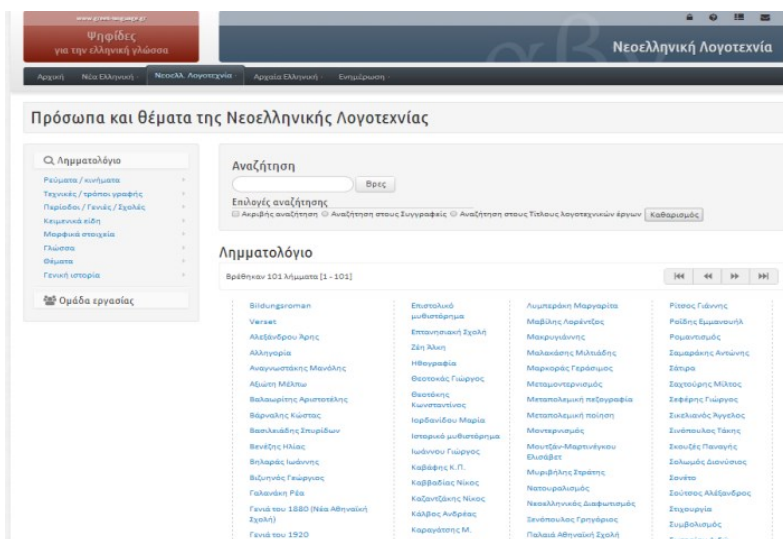 www.greek-language.gr
Ψηφίδες
για την ελληνική γλώσσα
αβγ
Νεοελληνική Λογοτεχνία
Αρχική Νέα Ελληνική Νεοελλ. Λογοτεχνία Αρχαία Ελληνική Ενημέρωση
Πρόσωπα και θέματα της Νεοελληνικής Λογοτεχνίας
Λημματολόγιο
Ρεύματα / κινήματα
Τεχνικές / τρόποι γραφής
Περίοδοι / Γενιές / Σχολές
Κειμενικά είδη
Μορφικά στοιχεία
Γλώσσα
Θέματα
Γενική ιστορία
Ομάδα εργασίας
Αναζήτηση
Βρες
Επιλογές αναζήτησης
Ακριβής αναζήτηση Αναζήτηση στους Συγγραφείς Αναζήτηση στους Τίτλους λογοτεχνικών έργων Καθαρισμός
Λημματολόγιο
Βρέθηκαν 101 λήμματα [1 - 101]
Bildungsroman
Verset
Αλεξάνδρου Άρης
Αλληγορία
Αναγνωστάκης Μανόλης
Αξιώτη Μέλπω
Βαλαωρίτης Αριστοτέλης
Βάρναλης Κώστας
Βασιλειάδης Σπυρίδων
Βενέζης Ηλίας
Βηλαράς Ιωάννης
Βιζυηνός Γεώργιος
Γαλανάκη Ρέα
Γενιά του 1880 (Νέα Αθηναϊκή
Σχολή)
Γενιά του 1920
Επιστολικό
μυθιστόρημα
Επτανησιακή Σχολή
Ζέη Άλκη
Ηθογραφία
Θεοτοκάς Γιώργος
Θεοτόκης
Κωνσταντίνος
Ιορδανίδου Μαρία
Ιστορικό μυθιστόρημα
Ιωάννου Γιώργος
Καβάφης Κ.Π.
Καββαδίας Νίκος
Καζαντζάκης Νίκος
Κάλβος Ανδρέας
Καραγάτσης Μ.
Λυμπεράκη Μαργαρίτα
Μαβίλης Λορέντζος
Μακρυγιάννης
Μαλακάσης Μιλτιάδης
Μαρκοράς Γεράσιμος
Μεταμοντερνισμός
Μεταπολεμική πεζογραφία
Μεταπολεμική ποίηση
Μοντερνισμός
Μουτζάν-Μαρτινέγκου
Ελισάβετ
Μυριβήλης Στράτης
Νατουραλισμός
Νεοελληνικός Διαφωτισμός
Ξενόπουλος Γρηγόριος
Παλαιά Αθηναϊκή Σχολή
Ρίτσος Γιάννης
Ροΐδης Εμμανουήλ
Ρομαντισμός
Σαμαράκης Αντώνης
Σάτιρα
Σαχτούρης Μίλτος
Σεφέρης Γιώργος
Σικελιανός Άγγελος
Σινόπουλος Τάκης
Σκουζές Παναγής
Σολωμός Διονύσιος
Σονέτο
Σούτσος Αλέξανδρος
Στιχουργία
Συμβολισμός